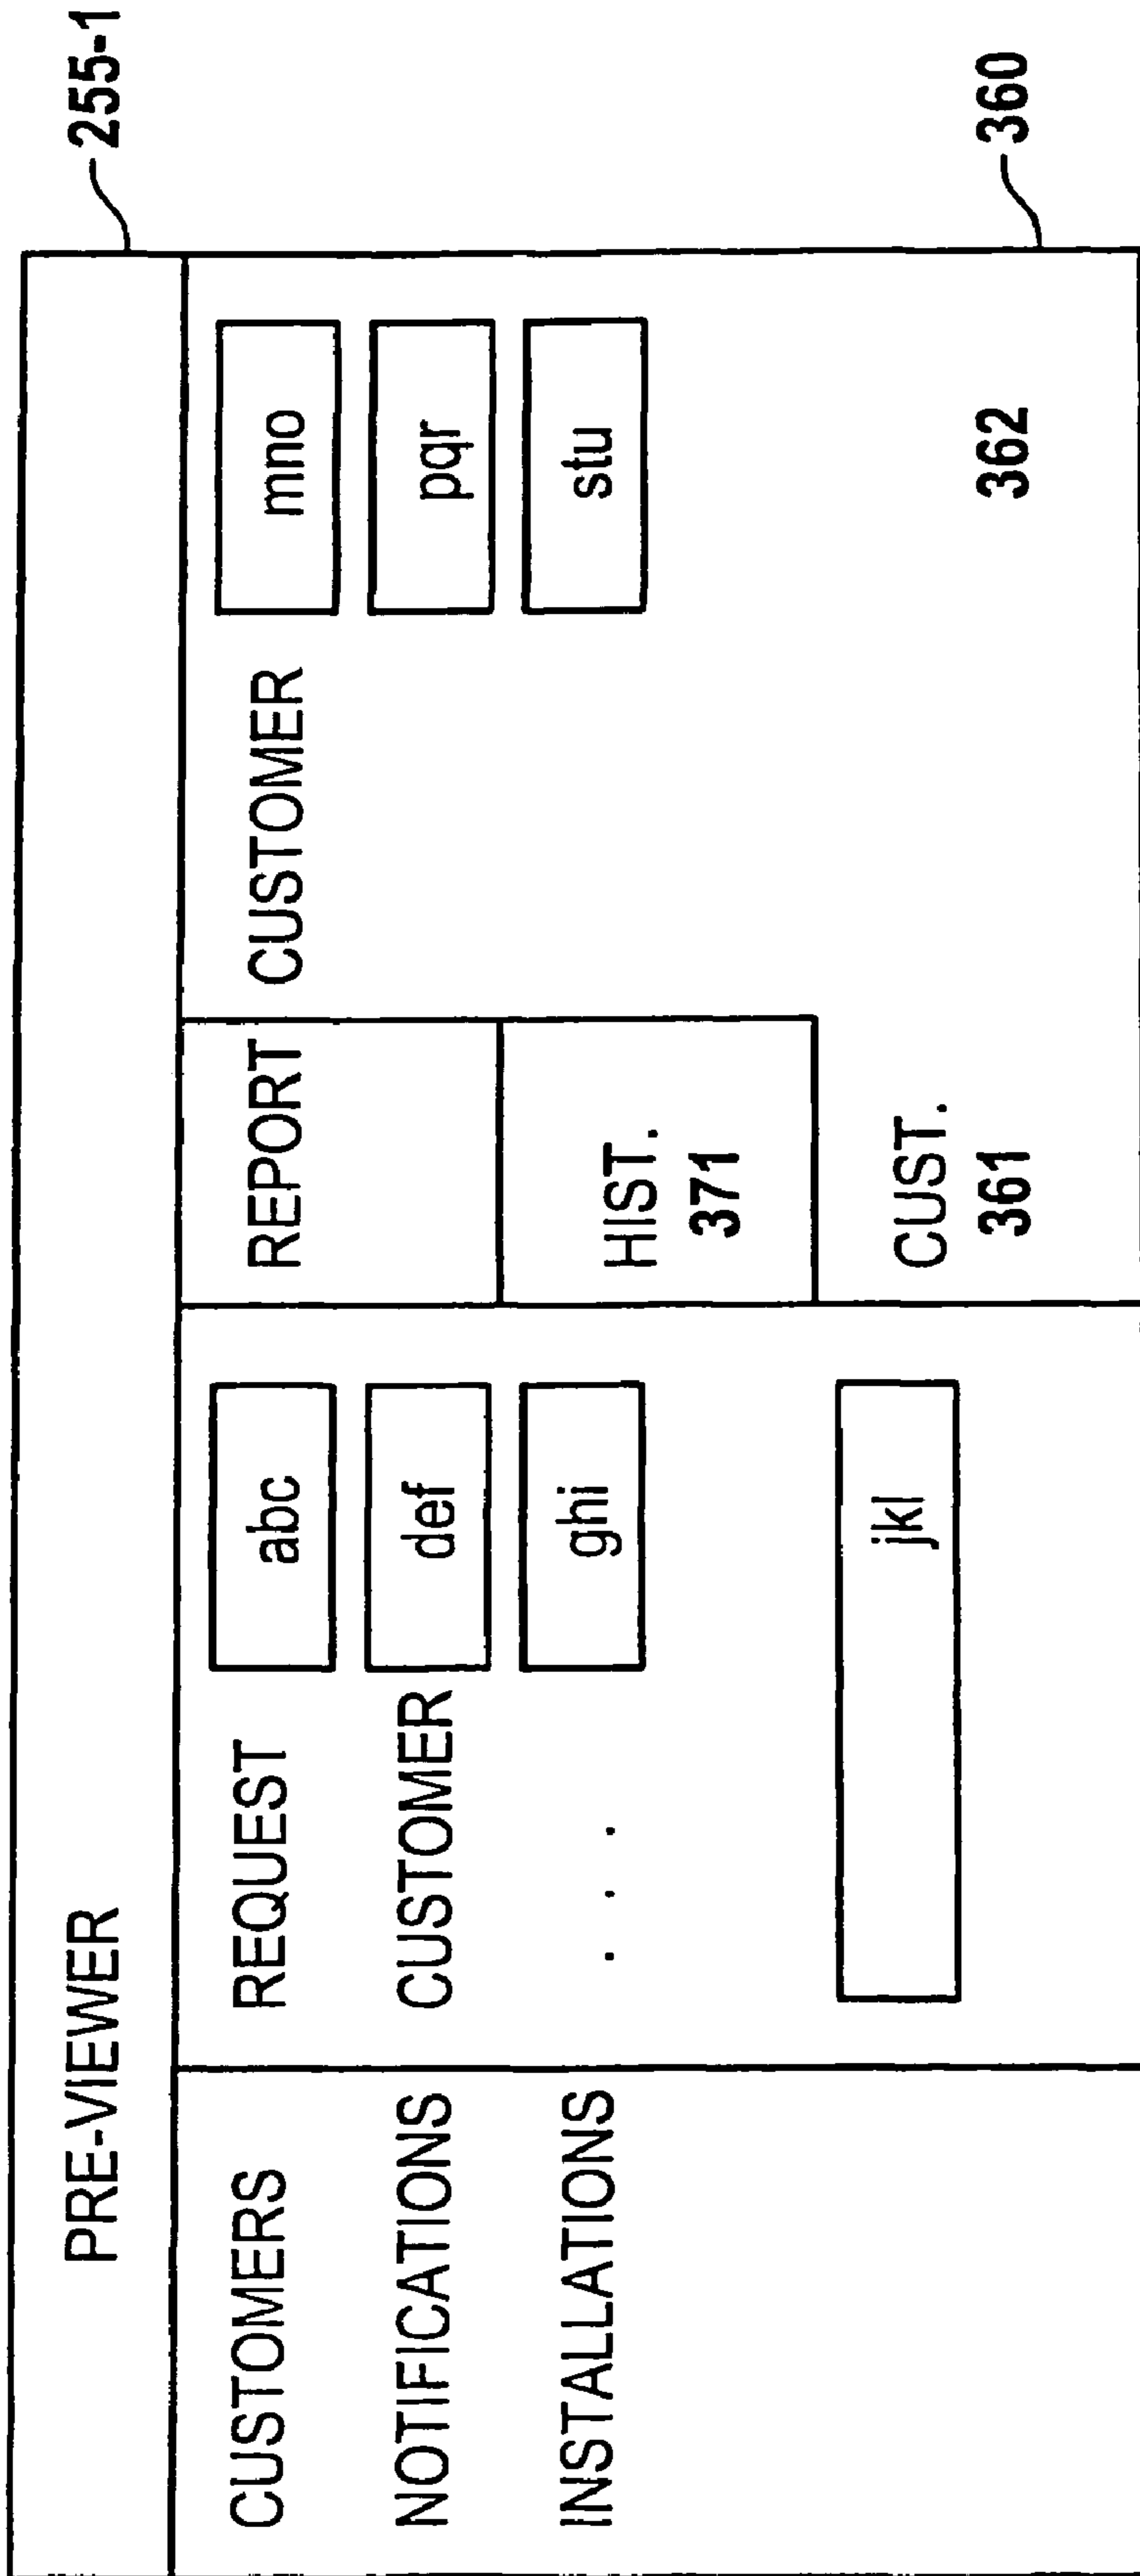 PRE-VIEWER
255-1
CUSTOMERS
NOTIFICATIONS
INSTALLATIONS
REQUEST
abc
CUSTOMER
def
. . .
ghi
jkl
REPORT
HIST.
371
CUST.
361
CUSTOMER
mno
pqr
stu
362
360